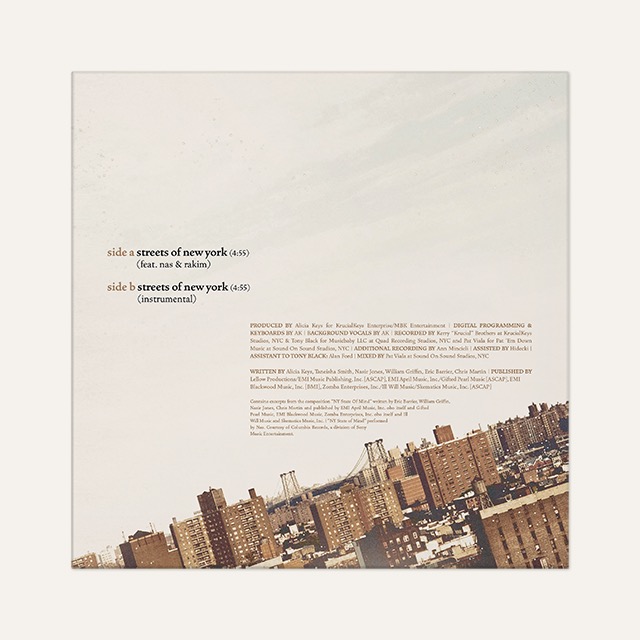 side a streets of new york (4:55)
(feat. nas & rakim)
side b streets of new york (4:55)
(instrumental)
PRODUCED BY Alicia Keys for KrucialKeys Enterprise/MBK Entertainment | DIGITAL PROGRAMMING &
KEYBOARDS BY AK | BACKGROUND VOCALS BY AK | RECORDED BY Kerry "Krucial" Brothers at KrucialKeys
Studios, NYC & Tony Black for Musicbaby LLC at Quad Recording Studios, NYC and Pat Viala for Pat 'Em Down
Music at Sound On Sound Studios, NYC | ADDITIONAL RECORDING BY Ann Mincieli | ASSISTED BY Hidecki |
ASSISTANT TO TONY BLACK: Alan Ford | MIXED BY Pat Viala at Sound On Sound Studios, NYC
WRITTEN BY Alicia Keys, Taneisha Smith, Nasir Jones, William Griffin, Eric Barrier, Chris Martin | PUBLISHED BY
Lellow Productions/EMI Music Publishing, Inc. [ASCAP], EMI April Music, Inc./Gifted Pearl Music [ASCAP], EMI
Blackwood Music, Inc. [BMI], Zomba Enterprises, Inc./Ill Will Music/Skematics Music, Inc. [ASCAP]
Contains excerpts from the composition "NY State Of Mind" written by Eric Barrier, William Griffin,
Nasir Jones, Chris Martin and published by EMI April Music, Inc. obo itself and Gifted
Pearl Music, EMI Blackwood Music, Zomba Enterprises, Inc. obo itself and Ill
Will Music and Skematics Music, Inc. | "NY State of Mind" performed
by Nas. Courtesy of Columbia Records, a division of Sony
Music Entertainment.